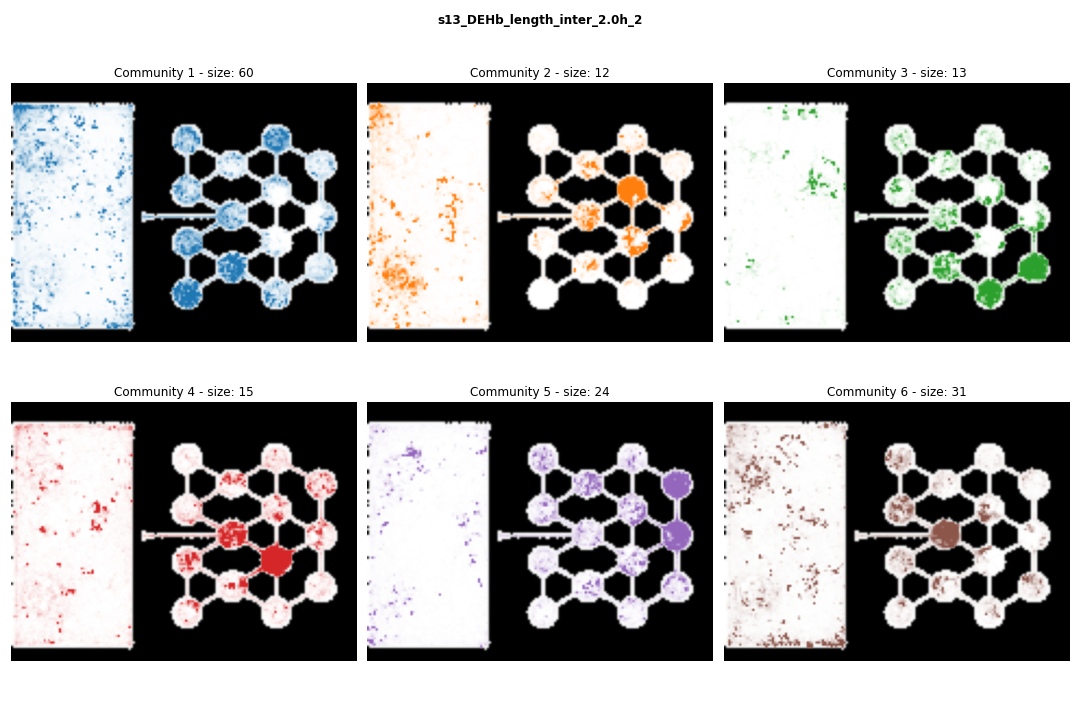 s13_DEHb_length_inter_2.0h_2
Community 1 - size: 60
Community 2 - size: 12
Community 3 - size: 13
Community 4 - size: 15
Community 5 - size: 24
Community 6 - size: 31